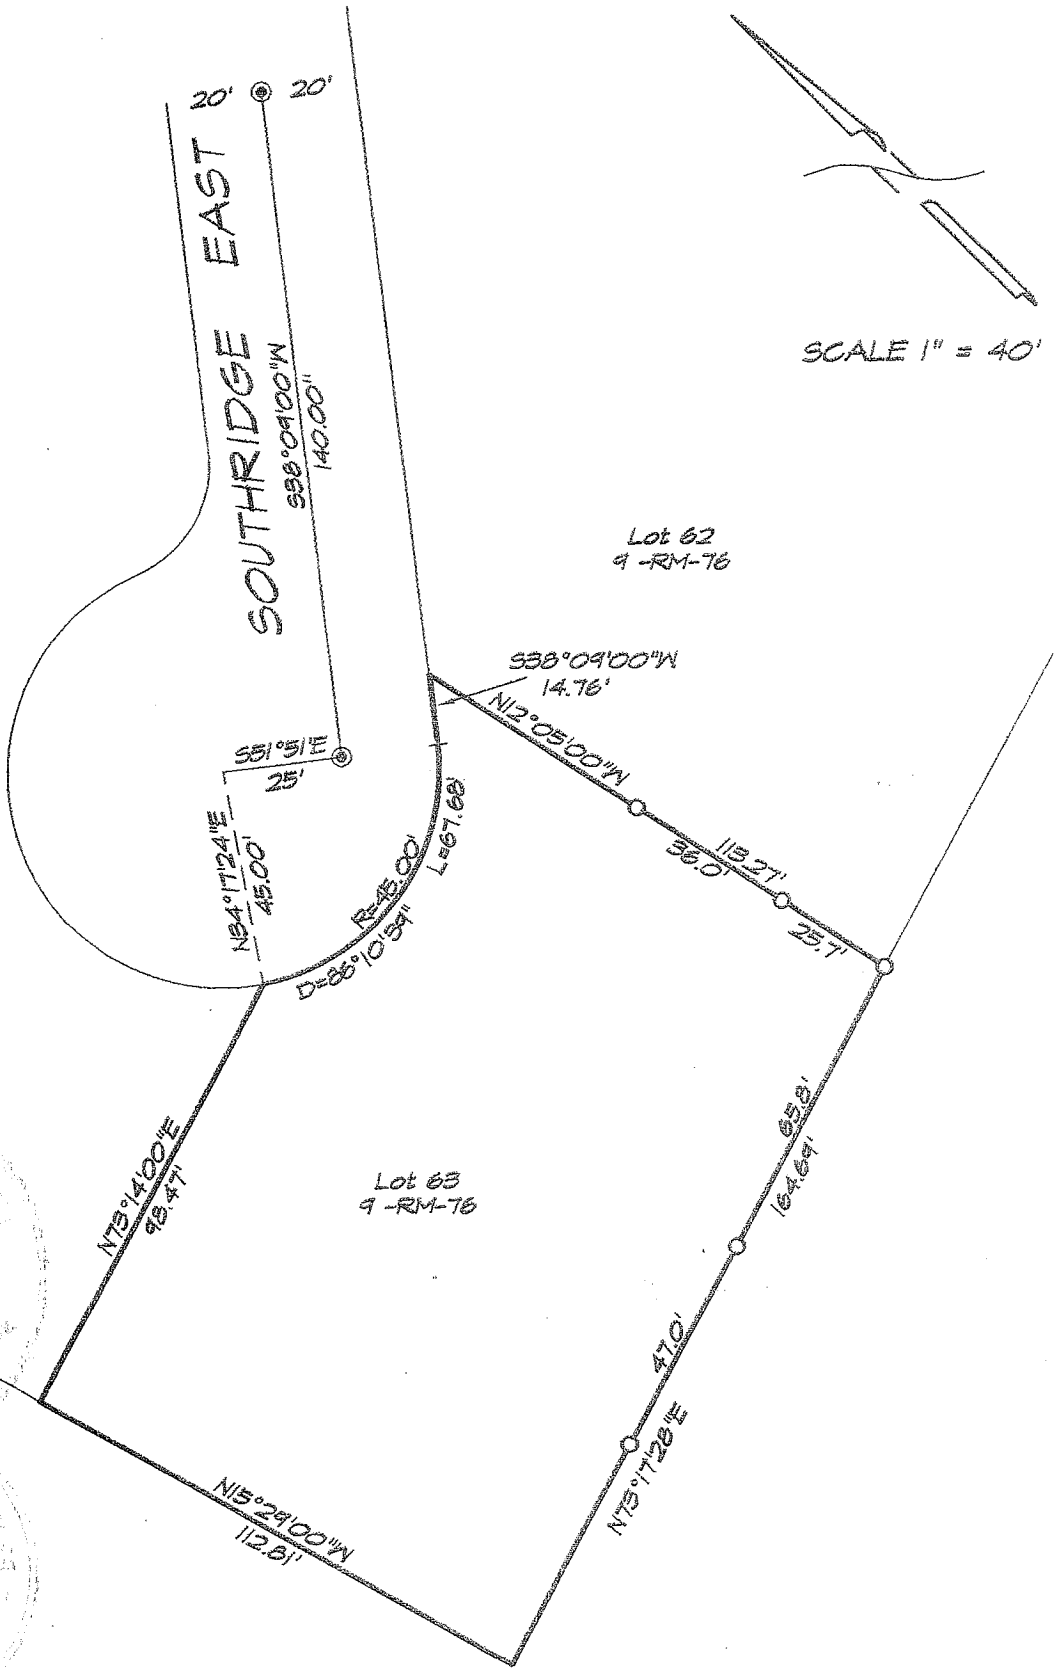 20'
20'
SOUTHRIDGE EAST
S38°09'00"W
140.00"
SCALE 1" = 40'
Lot 62
9 -RM-76
S38°09'00"W
14.76'
N12°05'00"W
S51°51'E
25'
118.27'
36.0'
25.7'
N34°17'24"E
45.00'
R=45.00'
L=67.68'
D=86°10'39"
65.8'
164.69'
N73°14'00"E
98.47'
Lot 63
9 -RM-76
47.0'
N73°17'28"E
N15°29'00"W
112.81'